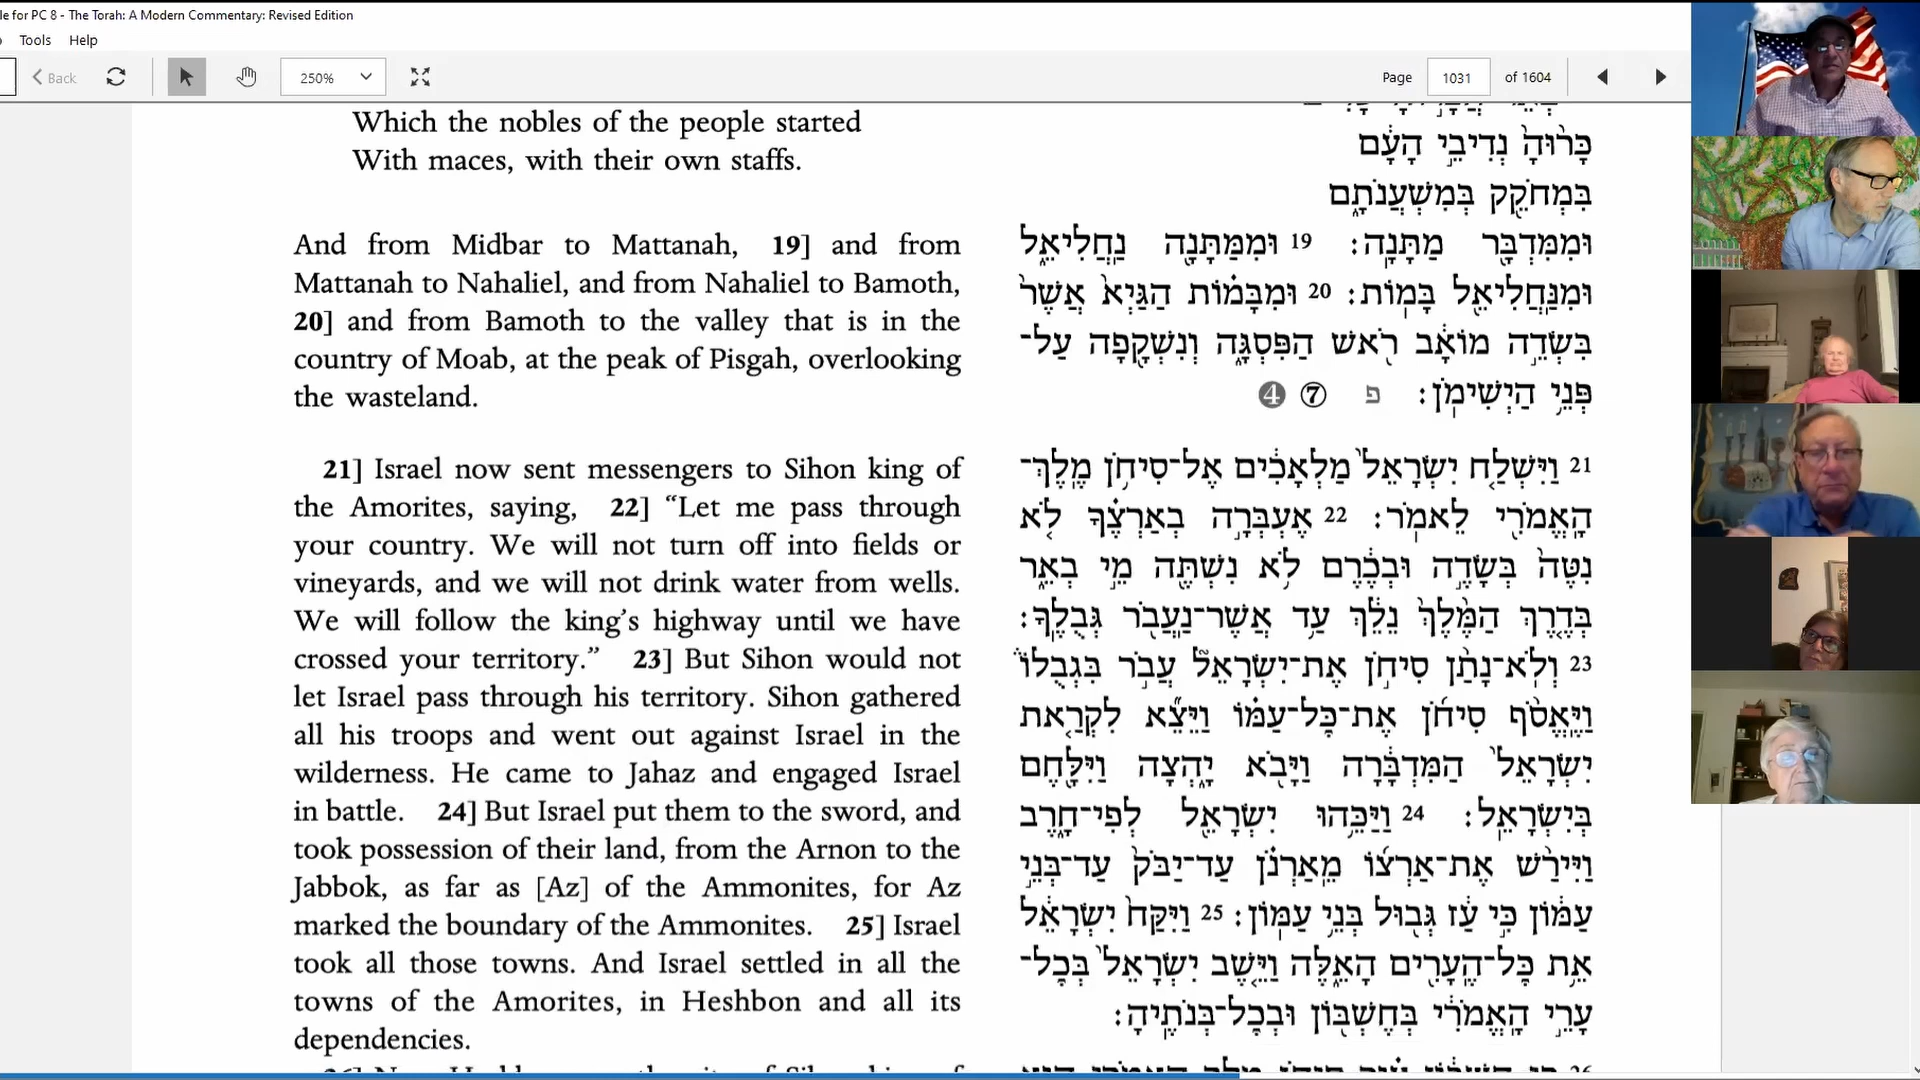 le for PC 8 - The Torah: A Modern Commentary: Revised Edition
Tools Help
Back 250% Page 1031 of 1604
Which the nobles of the people started
With maces, with their own staffs.
And from Midbar to Mattanah, 19] and from
Mattanah to Nahaliel, and from Nahaliel to Bamoth,
20] and from Bamoth to the valley that is in the
country of Moab, at the peak of Pisgah, overlooking
the wasteland.
21] Israel now sent messengers to Sihon king of
the Amorites, saying, 22] “Let me pass through
your country. We will not turn off into fields or
vineyards, and we will not drink water from wells.
We will follow the king’s highway until we have
crossed your territory.” 23] But Sihon would not
let Israel pass through his territory. Sihon gathered
all his troops and went out against Israel in the
wilderness. He came to Jahaz and engaged Israel
in battle. 24] But Israel put them to the sword, and
took possession of their land, from the Arnon to the
Jabbok, as far as [Az] of the Ammonites, for Az
marked the boundary of the Ammonites. 25] Israel
took all those towns. And Israel settled in all the
towns of the Amorites, in Heshbon and all its
dependencies.
כָּר֙וּהָ֙ נְדִיבֵ֣י הָעָ֔ם
בִּמְחֹקֵ֖ק בְּמִשְׁעֲנֹתָ֑ם
וּמִמִּדְבָּ֖ר מַתָּנָֽה׃ 19 וּמִמַּתָּנָ֖ה נַֽחֲלִיאֵ֑ל
וּמִנַּֽחֲלִיאֵ֖ל בָּמֽוֹת׃ 20 וּמִבָּמ֗וֹת הַגַּיְא֙ אֲשֶׁר֙
בִּשְׂדֵ֣ה מוֹאָ֔ב רֹ֖אשׁ הַפִּסְגָּ֑ה וְנִשְׁקָ֖פָה עַל־
פְּנֵ֥י הַיְשִׁימֹֽן׃ פ ⑦ ❹
21 וַיִּשְׁלַ֤ח יִשְׂרָאֵל֙ מַלְאָכִ֔ים אֶל־סִיחֹ֥ן מֶֽלֶךְ־
הָֽאֱמֹרִ֖י לֵאמֹֽר׃ 22 אֶעְבְּרָ֣ה בְאַרְצֶ֗ךָ לֹ֤א
נִטֶּה֙ בְּשָׂדֶ֣ה וּבְכֶ֔רֶם לֹ֥א נִשְׁתֶּ֖ה מֵ֣י בְאֵ֑ר
בְּדֶ֤רֶךְ הַמֶּ֙לֶךְ֙ נֵלֵ֔ךְ עַ֥ד אֲשֶֽׁר־נַעֲבֹ֖ר גְּבֻלֶֽךָ׃
23 וְלֹא־נָתַ֨ן סִיחֹ֣ן אֶת־יִשְׂרָאֵל֮ עֲבֹ֣ר בִּגְבֻלוֹ֒
וַיֶּאֱסֹ֨ף סִיחֹ֜ן אֶת־כׇּל־עַמּ֗וֹ וַיֵּצֵ֞א לִקְרַ֤את
יִשְׂרָאֵל֙ הַמִּדְבָּ֔רָה וַיָּבֹ֖א יָ֑הְצָה וַיִּלָּ֖חֶם
בְּיִשְׂרָאֵֽל׃ 24 וַיַּכֵּ֥הוּ יִשְׂרָאֵ֖ל לְפִי־חָ֑רֶב
וַיִּירַ֨שׁ אֶת־אַרְצ֜וֹ מֵֽאַרְנֹ֗ן עַד־יַבֹּק֙ עַד־בְּנֵ֣י
עַמּ֔וֹן כִּ֣י עַ֔ז גְּב֖וּל בְּנֵ֥י עַמּֽוֹן׃ 25 וַיִּקַּח֙ יִשְׂרָאֵ֔ל
אֵ֥ת כׇּל־הֶעָרִ֖ים הָאֵ֑לֶּה וַיֵּ֤שֶׁב יִשְׂרָאֵל֙ בְּכׇל־
עָרֵ֣י הָֽאֱמֹרִ֔י בְּחֶשְׁבּ֖וֹן וּבְכׇל־בְּנֹתֶֽיהָ׃